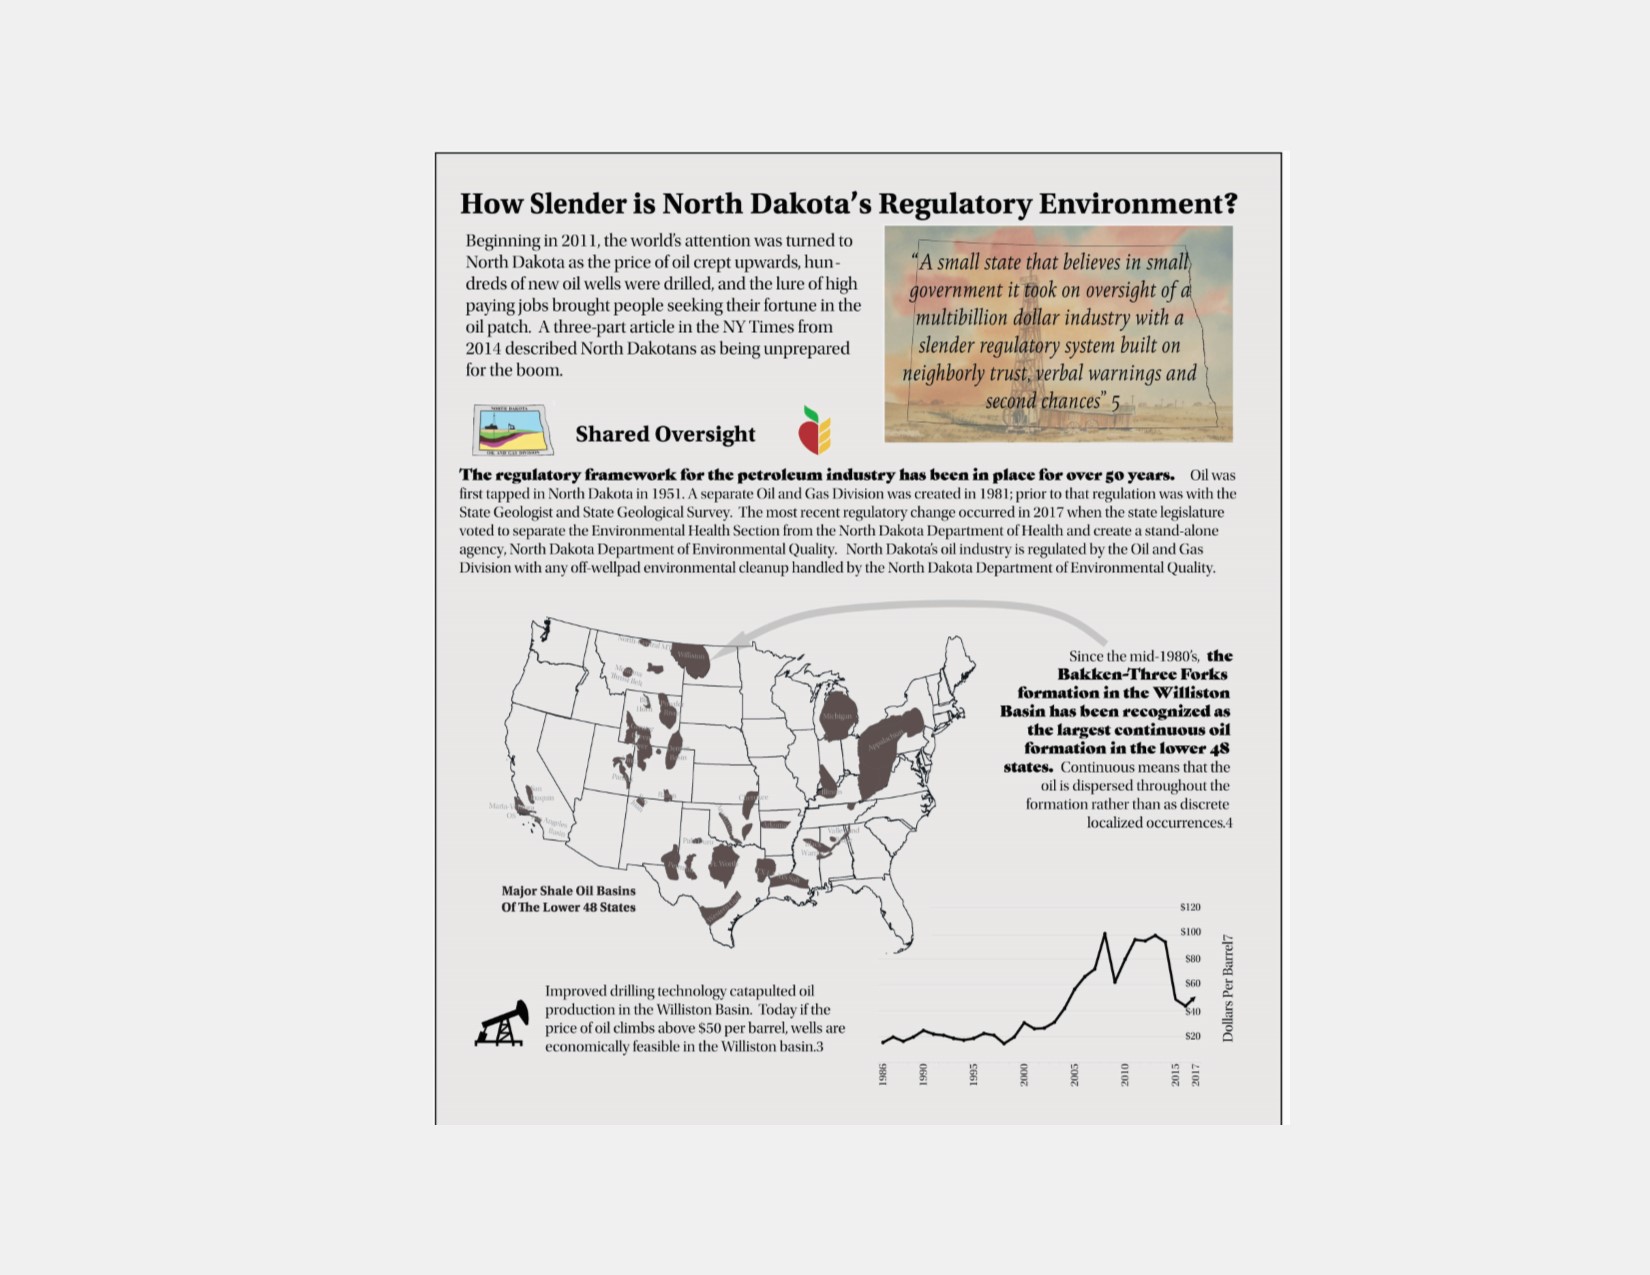 How Slender is North Dakota's Regulatory Environment?
Beginning in 2011, the world's attention was turned to
North Dakota as the price of oil crept upwards, hun-
dreds of new oil wells were drilled, and the lure of high
paying jobs brought people seeking their fortune in the
oil patch. A three-part article in the NY Times from
2014 described North Dakotans as being unprepared
for the boom.
“A small state that believes in small
government it took on oversight of a
multibillion dollar industry with a
slender regulatory system built on
neighborly trust, verbal warnings and
second chances” 5
NORTH DAKOTA
OIL AND GAS DIVISION
Shared Oversight
The regulatory framework for the petroleum industry has been in place for over 50 years. Oil was
first tapped in North Dakota in 1951. A separate Oil and Gas Division was created in 1981; prior to that regulation was with the
State Geologist and State Geological Survey. The most recent regulatory change occurred in 2017 when the state legislature
voted to separate the Environmental Health Section from the North Dakota Department of Health and create a stand-alone
agency, North Dakota Department of Environmental Quality. North Dakota's oil industry is regulated by the Oil and Gas
Division with any off-wellpad environmental cleanup handled by the North Dakota Department of Environmental Quality.
Williston
Michigan
Appalachian
Since the mid-1980's, the
Bakken-Three Forks
formation in the Williston
Basin has been recognized as
the largest continuous oil
formation in the lower 48
states. Continuous means that the
oil is dispersed throughout the
formation rather than as discrete
localized occurrences.4
Major Shale Oil Basins
Of The Lower 48 States
Improved drilling technology catapulted oil
production in the Williston Basin. Today if the
price of oil climbs above $50 per barrel, wells are
economically feasible in the Williston basin.3
$120
$100
$80
$60
$40
$20
Dollars Per Barrel7
1986
1990
1995
2000
2005
2010
2015
2017